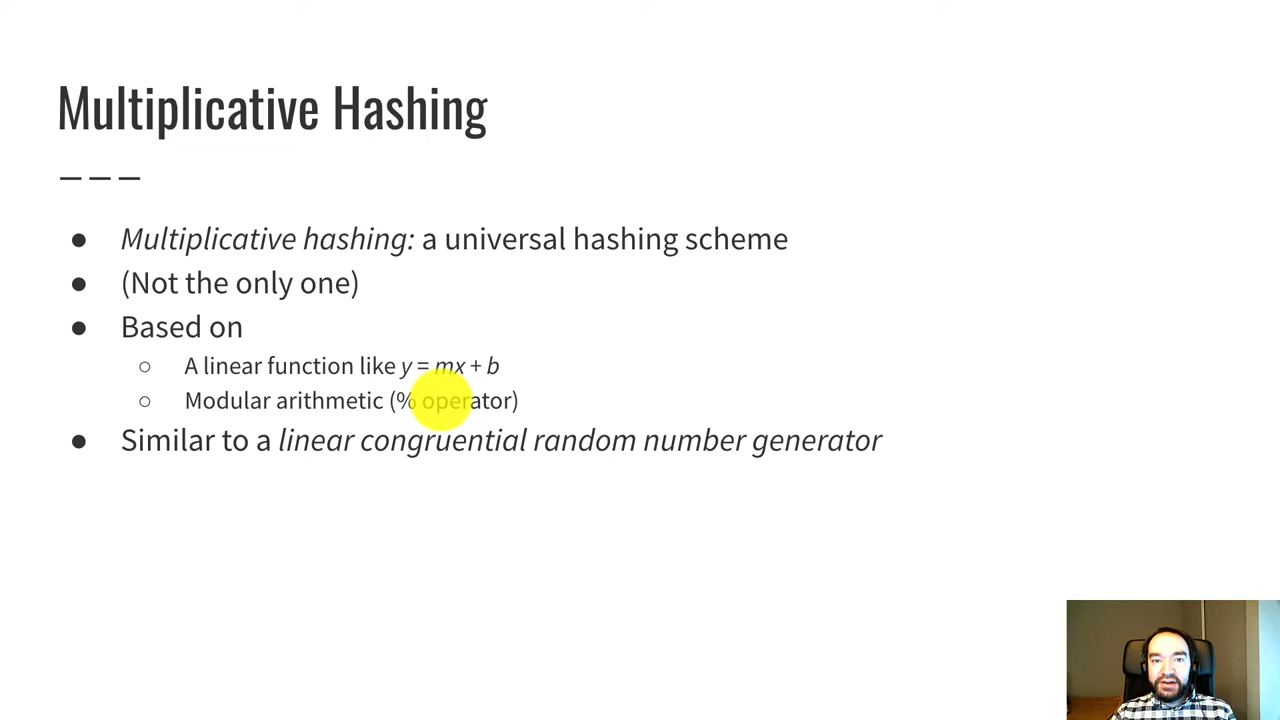 Multiplicative Hashing
● Multiplicative hashing: a universal hashing scheme
● (Not the only one)
● Based on
○ A linear function like y = mx + b
○ Modular arithmetic (% operator)
● Similar to a linear congruential random number generator